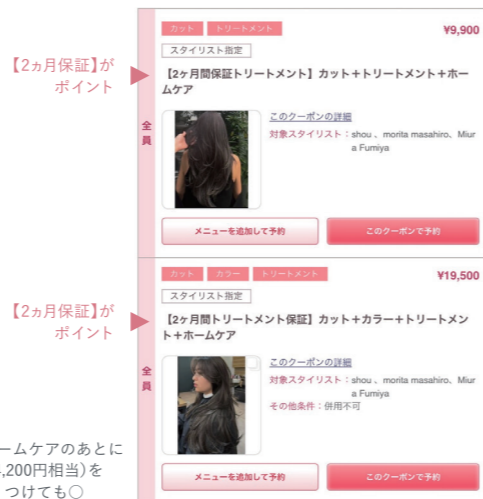 カット トリートメント ¥9,900
スタイリスト指定
【2ヶ月間保証トリートメント】カット+トリートメント+ホー
ムケア
【2ヵ月保証】が
ポイント
全
員
このクーポンの詳細
対象スタイリスト:shou 、morita masahiro、Miur
a Fumiya
メニューを追加して予約 このクーポンで予約
カット カラー トリートメント ¥19,500
スタイリスト指定
【2ヶ月間トリートメント保証】カット+カラー+トリートメン
ト+ホームケア
【2ヵ月保証】が
ポイント
全
員
このクーポンの詳細
対象スタイリスト:shou 、morita masahiro、Miur
a Fumiya
その他条件:併用不可
ームケアのあとに
,200円相当)を
つけても○
メニューを追加して予約 このクーポンで予約